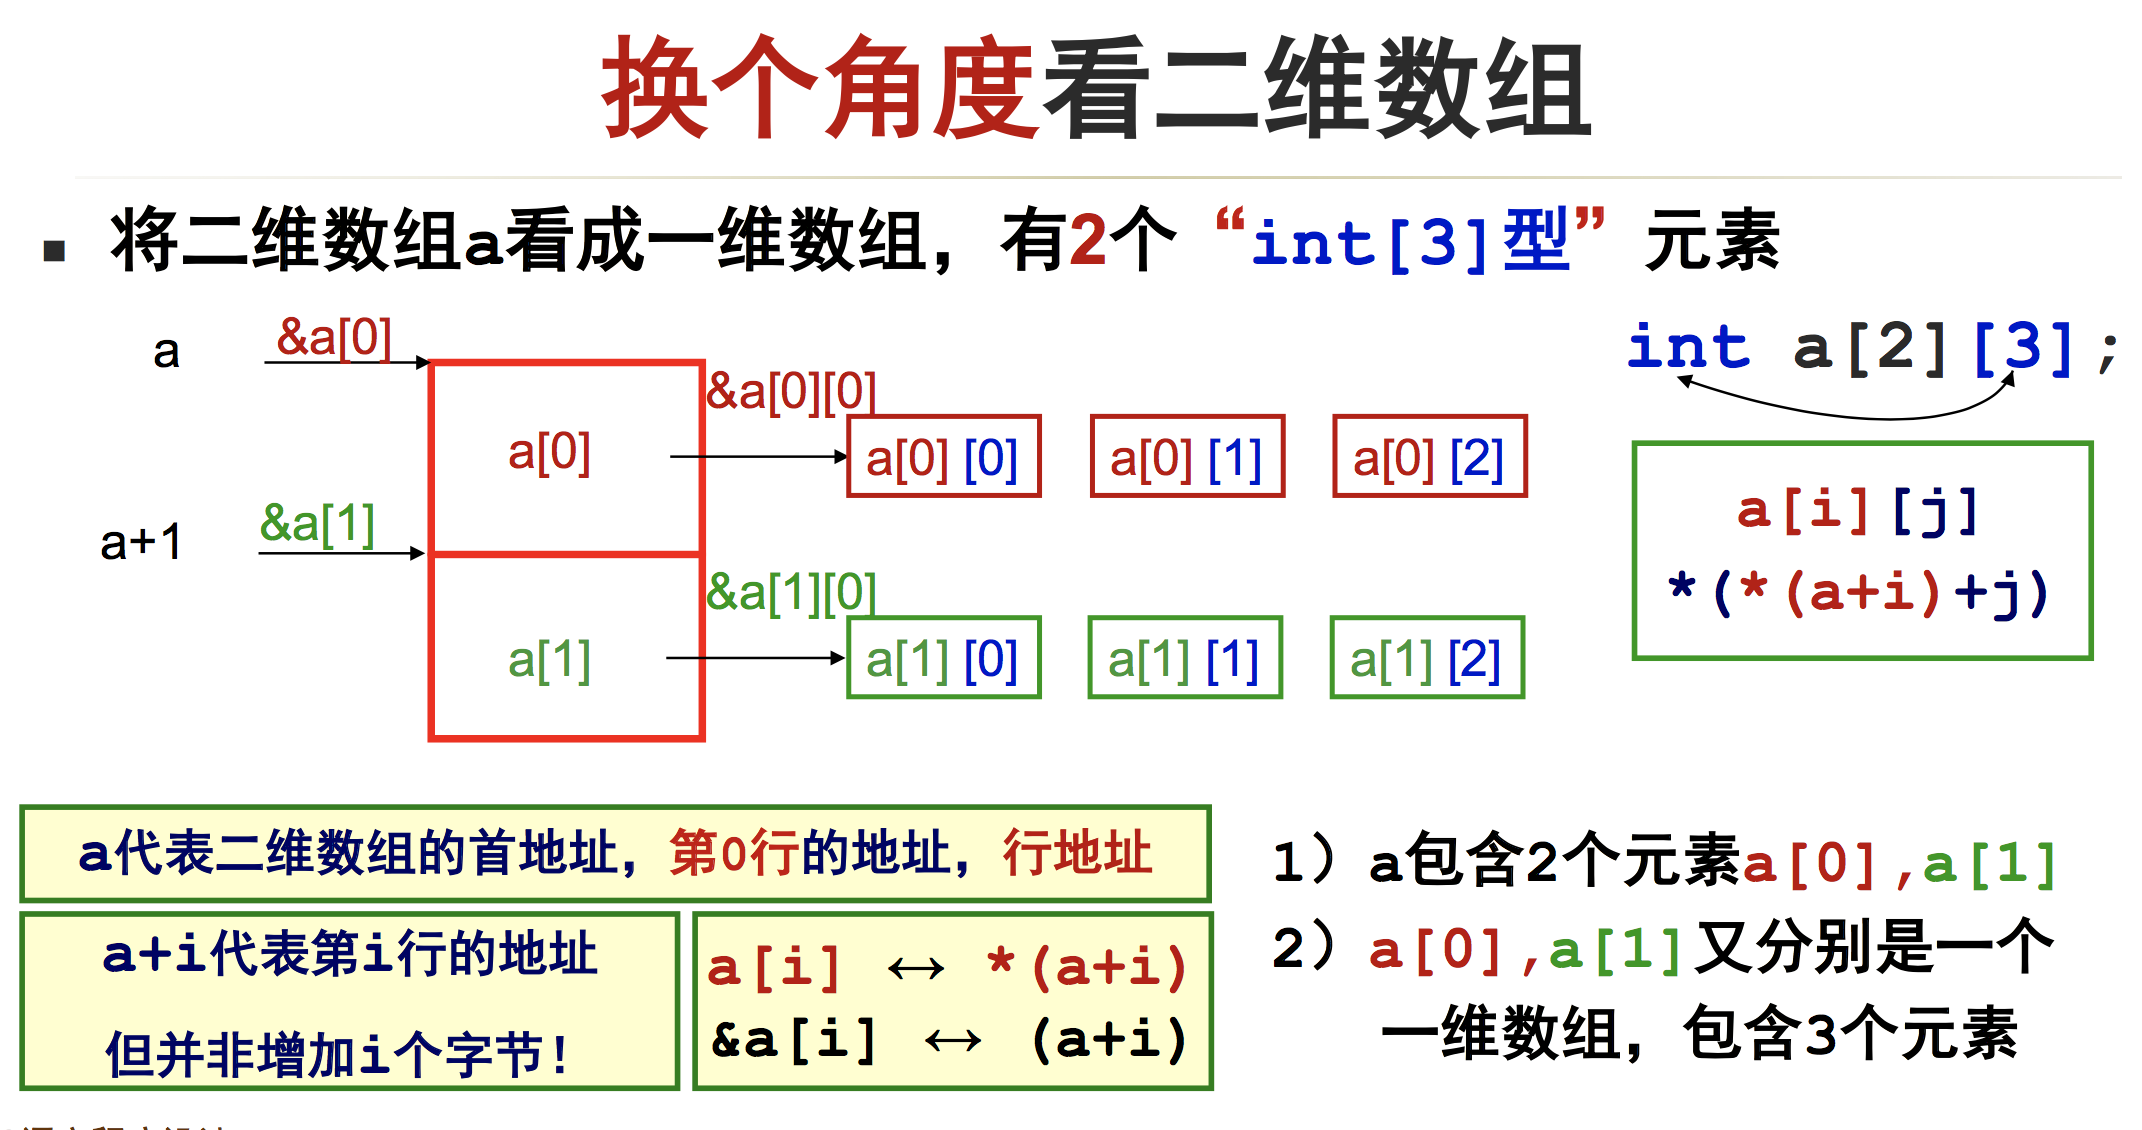 换个角度看二维数组
▪ 将二维数组a看成一维数组，有2个“int[3]型”元素
int a[2][3];
a
&a[0]
&a[0][0]
a[0]
a[0] [0]
a[0] [1]
a[0] [2]
a+1
&a[1]
&a[1][0]
a[1]
a[1] [0]
a[1] [1]
a[1] [2]
a[i][j]
*(*(a+i)+j)
a代表二维数组的首地址，第0行的地址，行地址
a+i代表第i行的地址
但并非增加i个字节！
a[i] ↔ *(a+i)
&a[i] ↔ (a+i)
1）a包含2个元素a[0],a[1]
2）a[0],a[1]又分别是一个
一维数组，包含3个元素